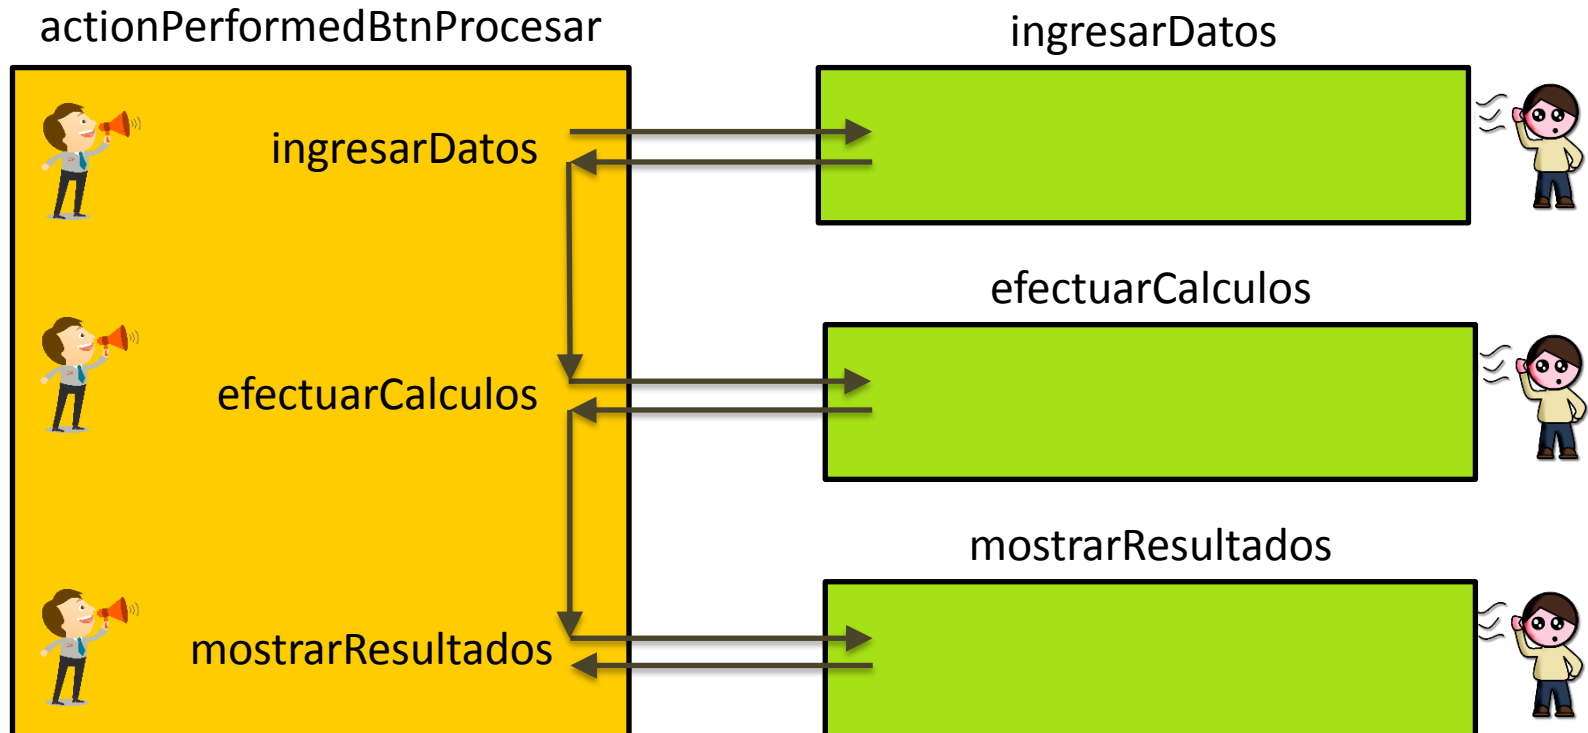 actionPerformedBtnProcesar
ingresarDatos
ingresarDatos
efectuarCalculos
efectuarCalculos
mostrarResultados
mostrarResultados